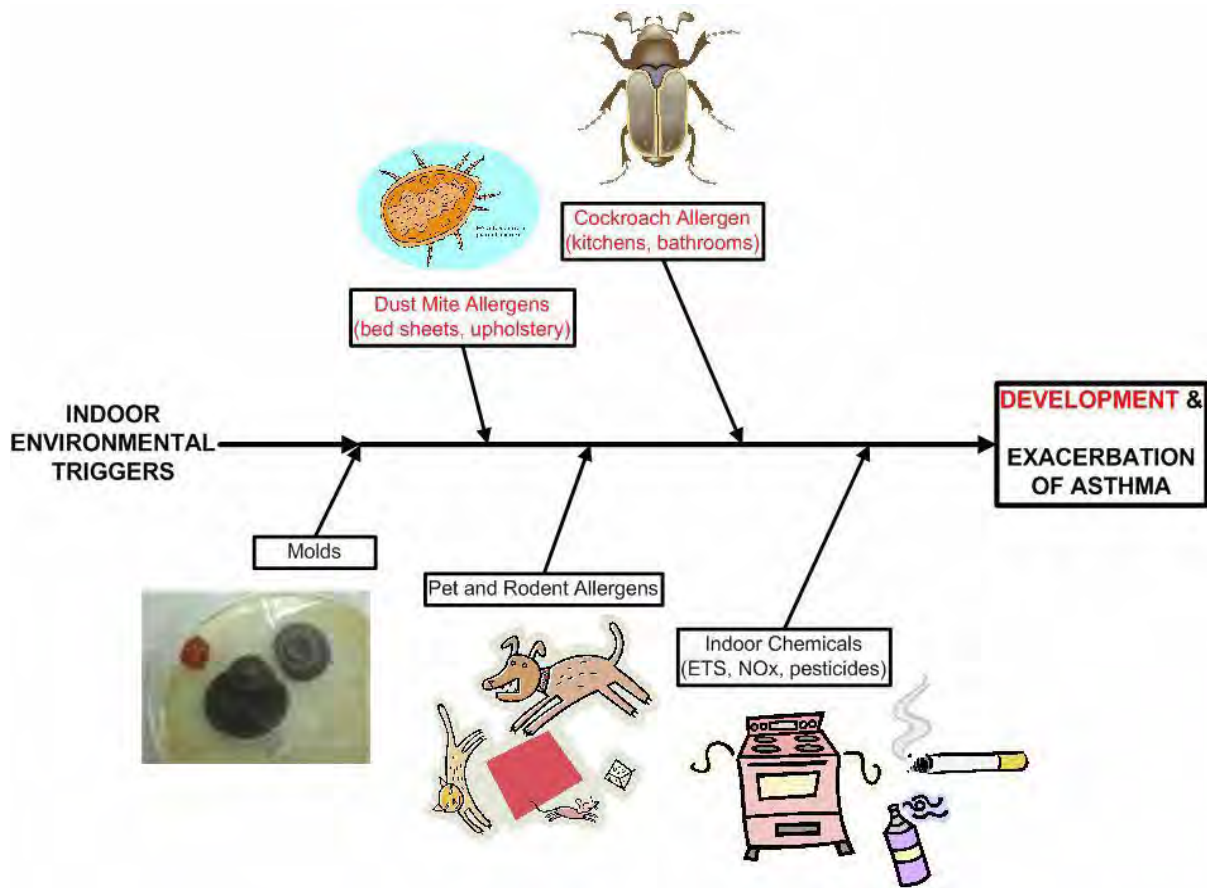 Cockroach Allergen
(kitchens, bathrooms)
Dust Mite Allergens
(bed sheets, upholstery)
INDOOR
ENVIRONMENTAL
TRIGGERS
DEVELOPMENT &
EXACERBATION
OF ASTHMA
Molds
Pet and Rodent Allergens
Indoor Chemicals
(ETS, NOx, pesticides)